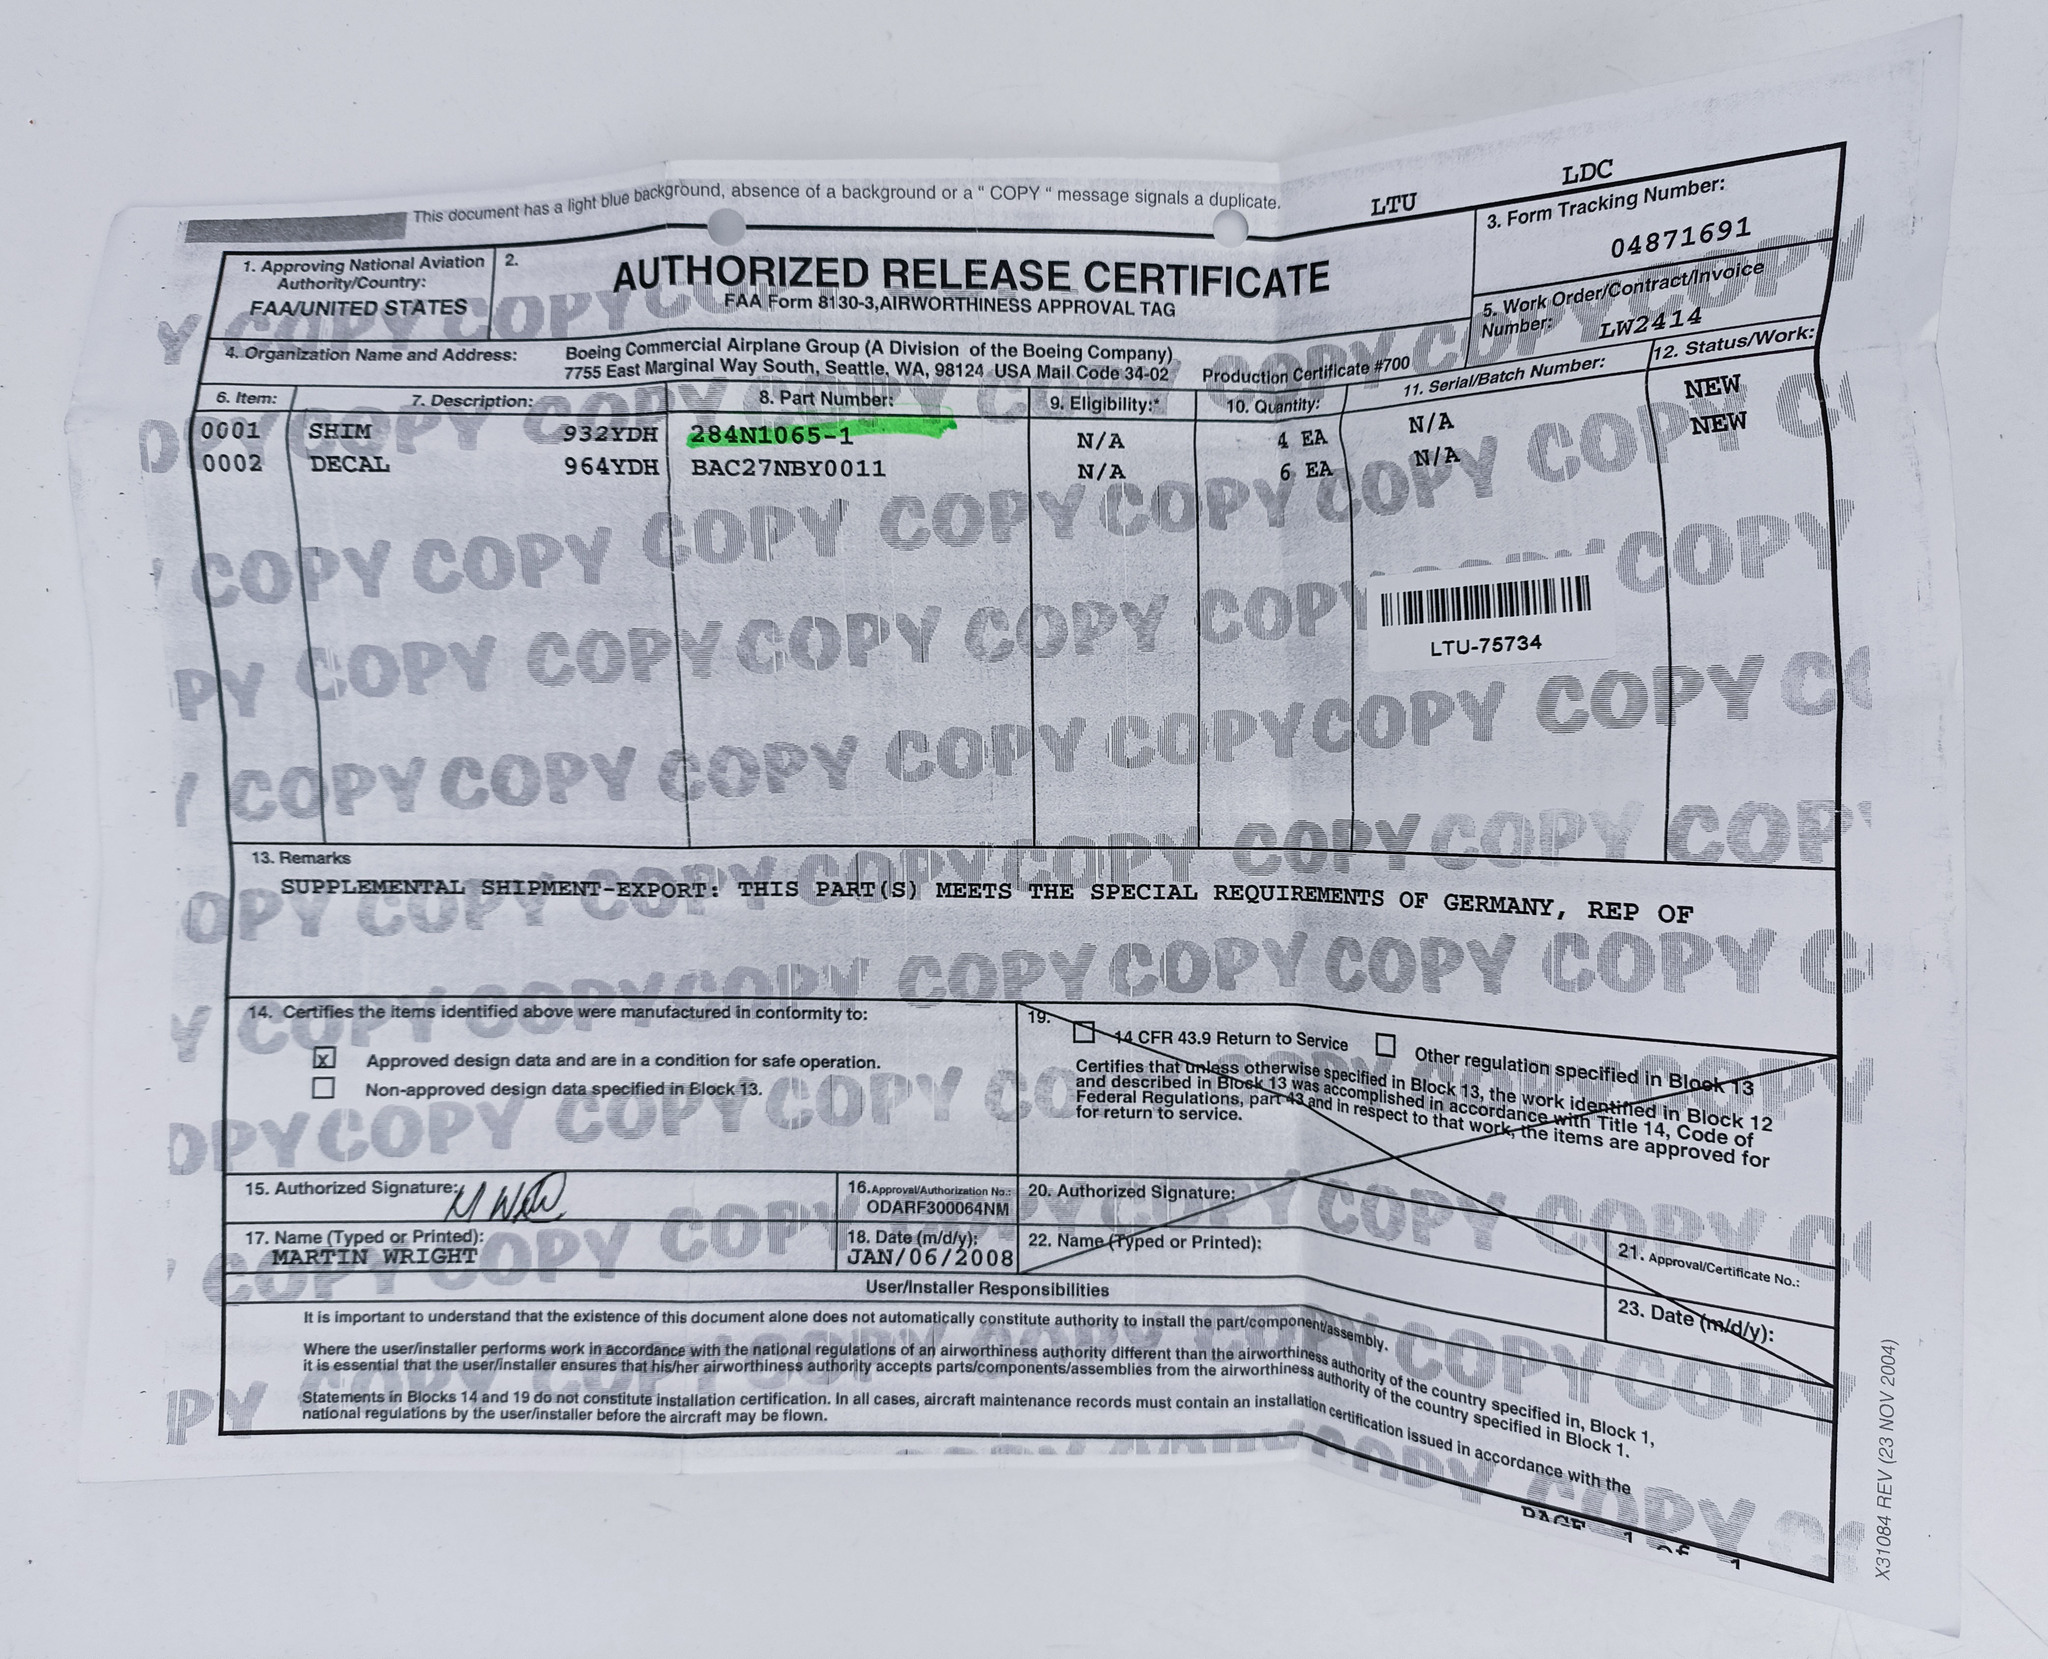 This document has a light blue background, absence of a background or a " COPY " message signals a duplicate.
LTU
LDC
1. Approving National Aviation Authority/Country:
FAA/UNITED STATES
2.
AUTHORIZED RELEASE CERTIFICATE
FAA Form 8130-3,AIRWORTHINESS APPROVAL TAG
3. Form Tracking Number:
04871691
4. Organization Name and Address:
Boeing Commercial Airplane Group (A Division of the Boeing Company)
7755 East Marginal Way South, Seattle, WA, 98124 USA Mail Code 34-02
Production Certificate #700
5. Work Order/Contract/Invoice
Number: LW2414
6. Item: 7. Description: 8. Part Number: 9. Eligibility:* 10. Quantity: 11. Serial/Batch Number: 12. Status/Work:
0001 SHIM 932YDH 284N1065-1 N/A 4 EA N/A NEW
0002 DECAL 964YDH BAC27NBY0011 N/A 6 EA N/A NEW
LTU-75734
COPY COPY COPY COPY COPY COPY COPY
13. Remarks
SUPPLEMENTAL SHIPMENT-EXPORT: THIS PART(S) MEETS THE SPECIAL REQUIREMENTS OF GERMANY, REP OF
14. Certifies the items identified above were manufactured in conformity to:
X Approved design data and are in a condition for safe operation.
Non-approved design data specified in Block 13.
19.
14 CFR 43.9 Return to Service
Other regulation specified in Block 13
Certifies that unless otherwise specified in Block 13, the work identified in Block 12
and described in Block 13 was accomplished in accordance with Title 14, Code of
Federal Regulations, part 43 and in respect to that work, the items are approved for
for return to service.
15. Authorized Signature:
16. Approval/Authorization No.:
ODARF300064NM
17. Name (Typed or Printed):
MARTIN WRIGHT
18. Date (m/d/y):
JAN/06/2008
20. Authorized Signature:
21. Approval/Certificate No.:
22. Name (Typed or Printed):
23. Date (m/d/y):
User/Installer Responsibilities
It is important to understand that the existence of this document alone does not automatically constitute authority to install the part/component/assembly.
Where the user/installer performs work in accordance with the national regulations of an airworthiness authority different than the airworthiness authority of the country specified in, Block 1,
it is essential that the user/installer ensures that his/her airworthiness authority accepts parts/components/assemblies from the airworthiness authority of the country specified in Block 1.
Statements in Blocks 14 and 19 do not constitute installation certification. In all cases, aircraft maintenance records must contain an installation certification issued in accordance with the
national regulations by the user/installer before the aircraft may be flown.
PAGE 1 of 1
X31084 REV (23 NOV 2004)